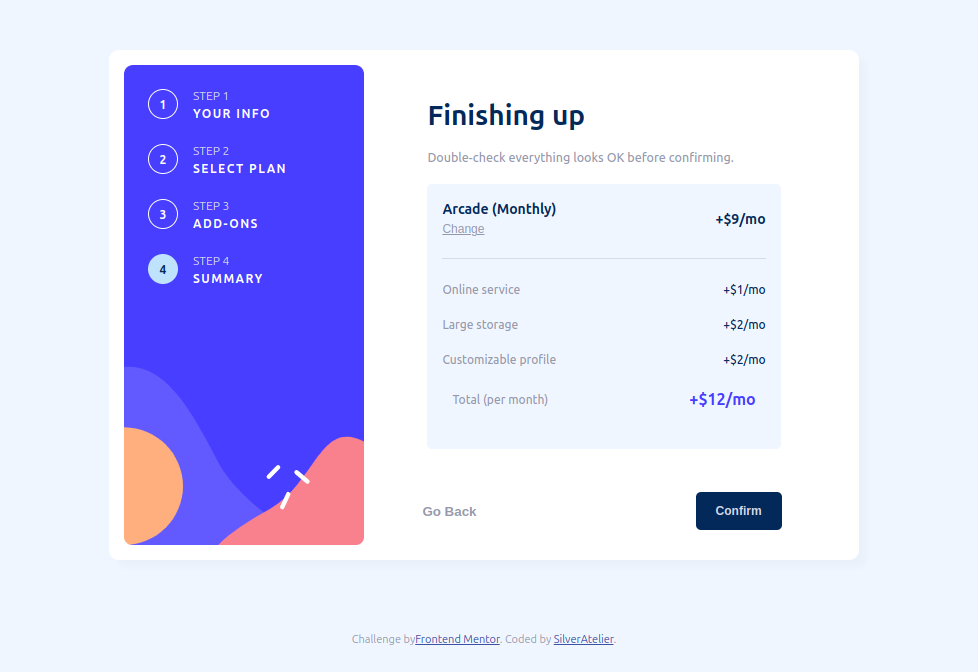 1 STEP 1
YOUR INFO
2 STEP 2
SELECT PLAN
3 STEP 3
ADD-ONS
4 STEP 4
SUMMARY
Finishing up
Double-check everything looks OK before confirming.
Arcade (Monthly) +$9/mo
Change
Online service +$1/mo
Large storage +$2/mo
Customizable profile +$2/mo
Total (per month) +$12/mo
Go Back Confirm
Challenge byFrontend Mentor. Coded by SilverAtelier.